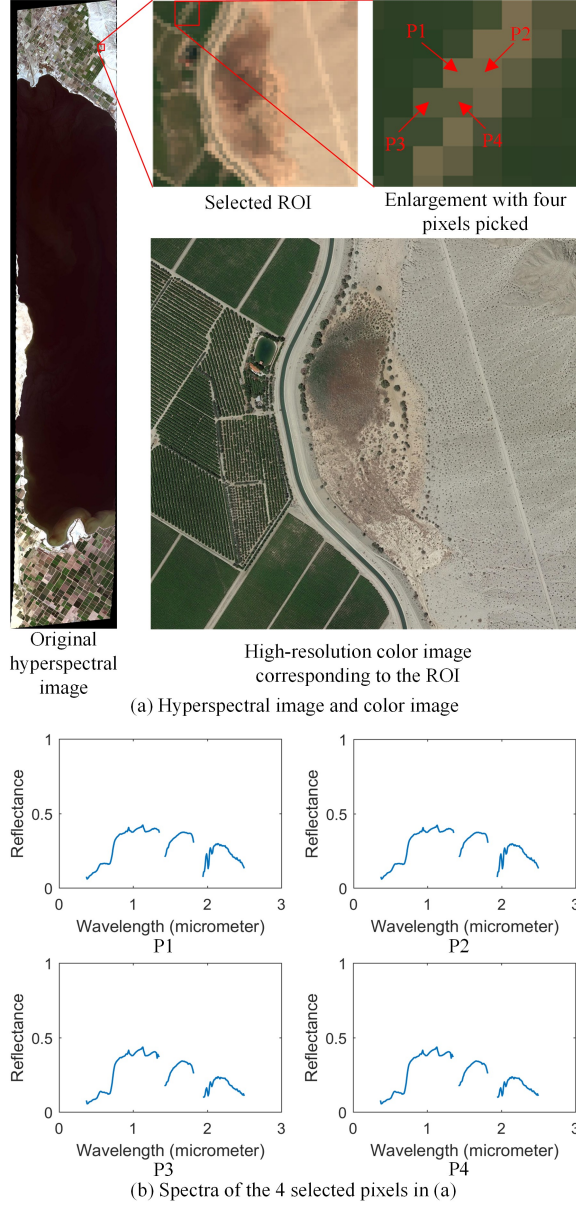 P1
P2
P3
P4
Selected ROI
Enlargement with four
pixels picked
Original
hyperspectral
image
High-resolution color image
corresponding to the ROI
(a) Hyperspectral image and color image
1
0.5
0
Reflectance
0 1 2 3
Wavelength (micrometer)
P1
1
0.5
0
Reflectance
0 1 2 3
Wavelength (micrometer)
P2
1
0.5
0
Reflectance
0 1 2 3
Wavelength (micrometer)
P3
1
0.5
0
Reflectance
0 1 2 3
Wavelength (micrometer)
P4
(b) Spectra of the 4 selected pixels in (a)